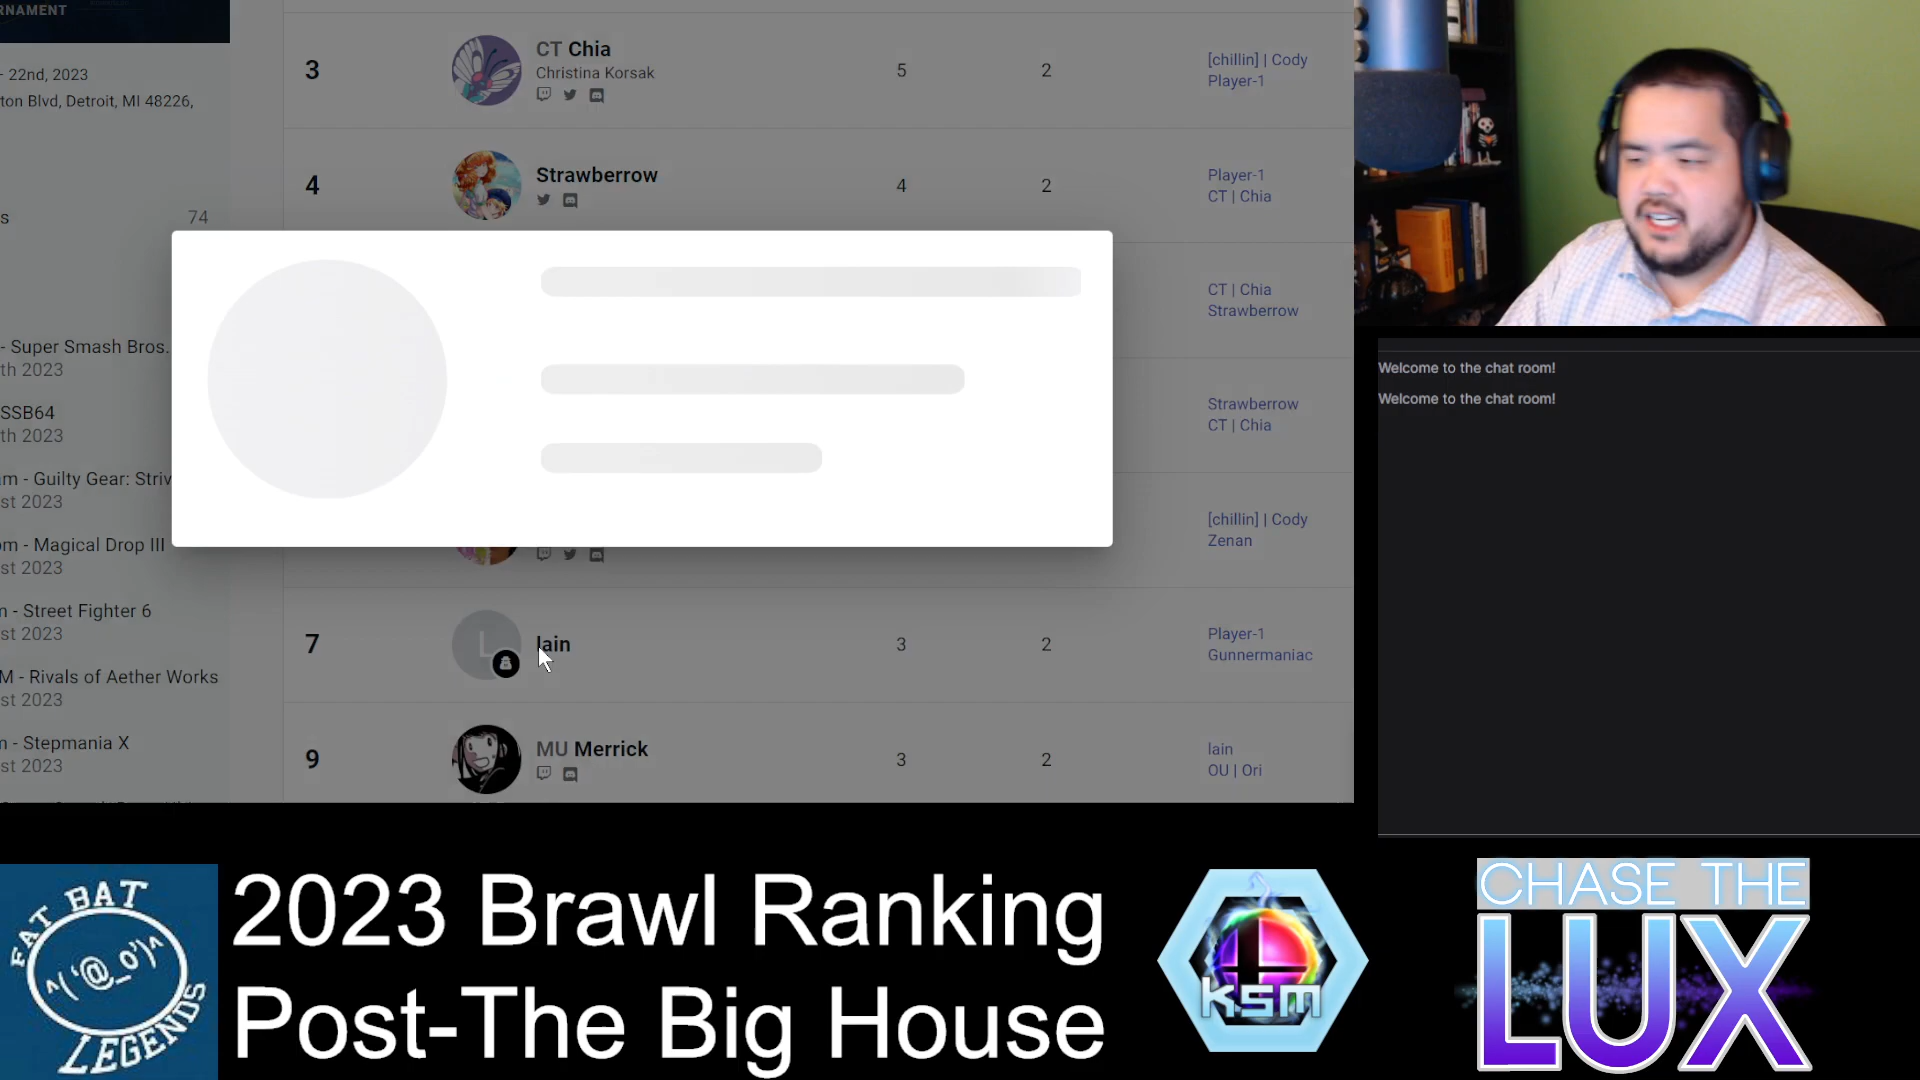 RNAMENT
- 22nd, 2023
ton Blvd, Detroit, MI 48226,
s 74
- Super Smash Bros.
th 2023
SSB64
th 2023
am - Guilty Gear: Striv
st 2023
om - Magical Drop III
st 2023
n - Street Fighter 6
st 2023
M - Rivals of Aether Works
st 2023
n - Stepmania X
st 2023
3 CT Chia 5 2 [chillin] | Cody
Christina Korsak Player-1
4 Strawberrow 4 2 Player-1
CT | Chia
CT | Chia
Strawberrow
Strawberrow
CT | Chia
[chillin] | Cody
Zenan
7 L lain 3 2 Player-1
Gunnermaniac
9 MU Merrick 3 2 lain
OU | Ori
Welcome to the chat room!
Welcome to the chat room!
FAT BAT
^('@_0')^
LEGENDS
2023 Brawl Ranking
Post-The Big House
KSM
CHASE THE
LUX